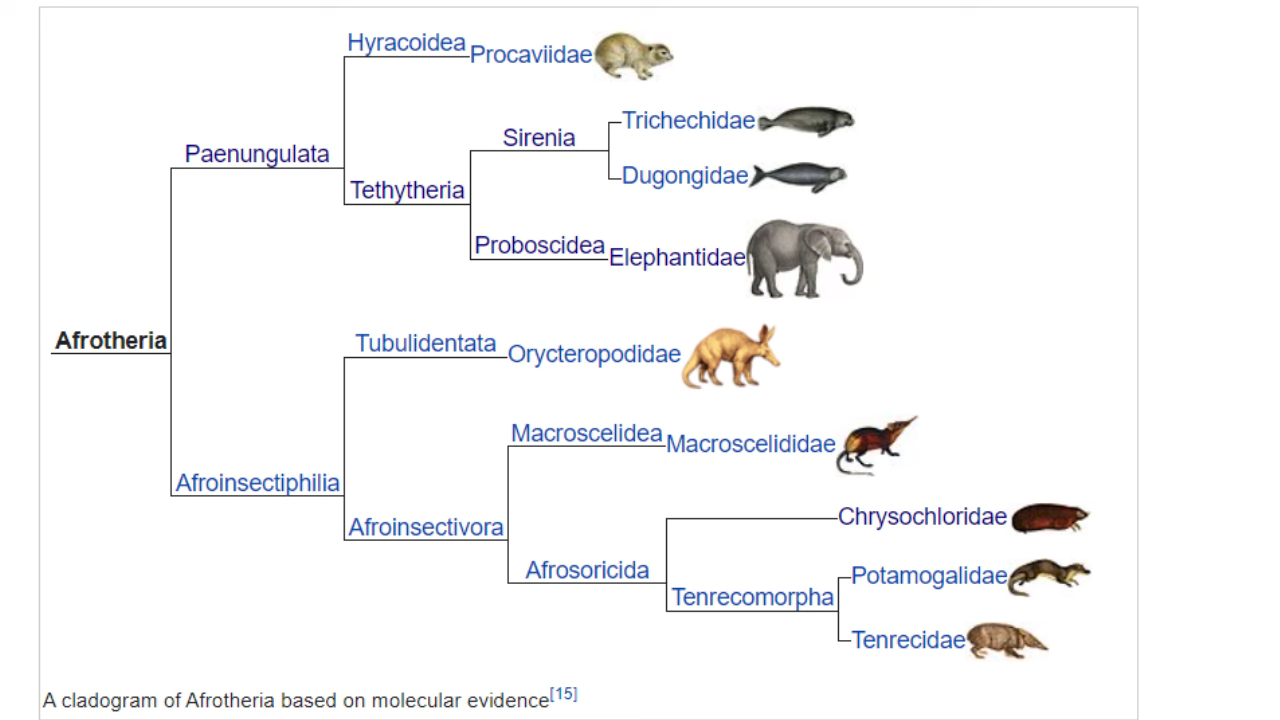 Hyracoidea
Procaviidae
Trichechidae
Sirenia
Paenungulata
Dugongidae
Tethytheria
Proboscidea
Elephantidae
Afrotheria
Tubulidentata
Orycteropodidae
Macroscelidea
Macroscelididae
Afroinsectiphilia
Chrysochloridae
Afroinsectivora
Afrosoricida
Potamogalidae
Tenrecomorpha
Tenrecidae
A cladogram of Afrotheria based on molecular evidence[15]